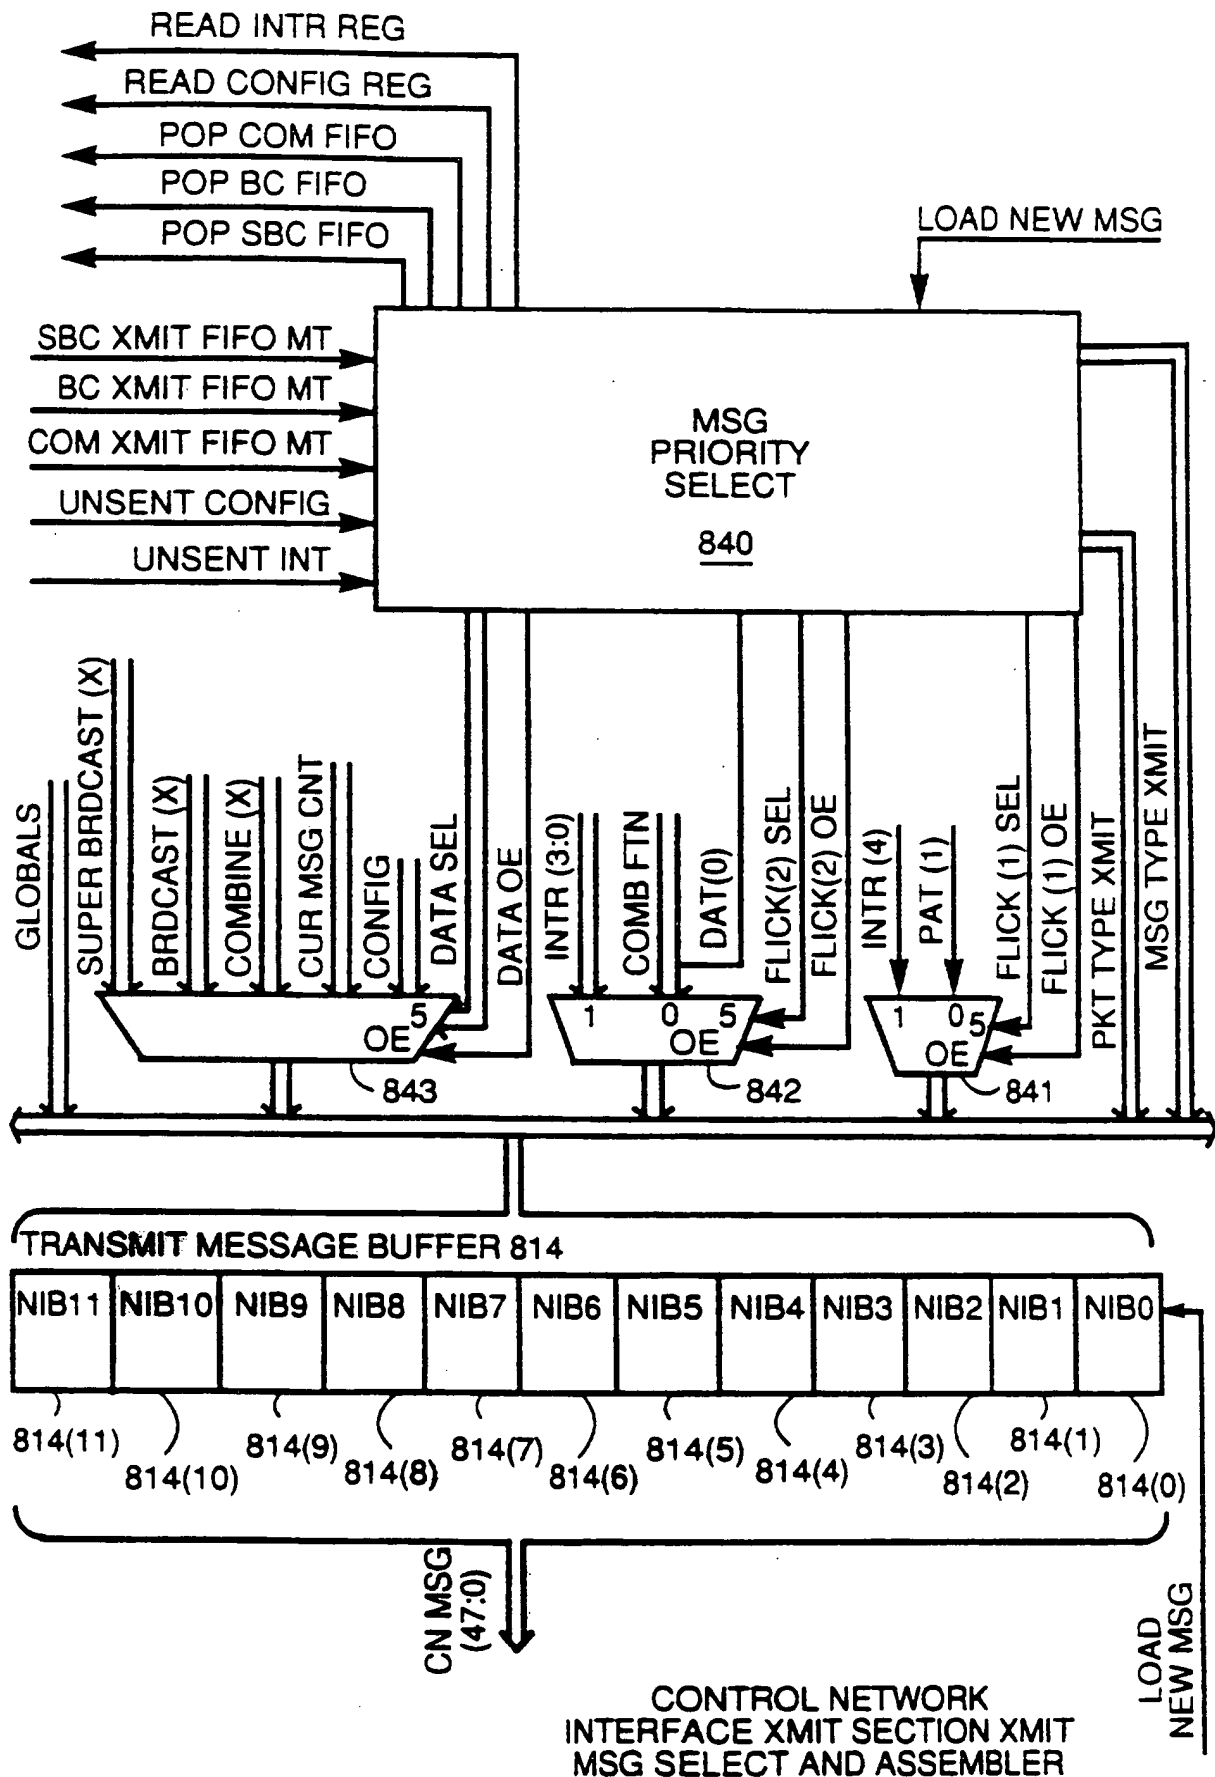 READ INTR REG
READ CONFIG REG
POP COM FIFO
POP BC FIFO
POP SBC FIFO
LOAD NEW MSG
SBC XMIT FIFO MT
BC XMIT FIFO MT
COM XMIT FIFO MT
UNSENT CONFIG
UNSENT INT
MSG
PRIORITY
SELECT
840
GLOBALS
SUPER BRDCAST (X)
BRDCAST (X)
COMBINE (X)
CUR MSG CNT
CONFIG
DATA SEL
DATA OE
INTR (3:0)
COMB FTN
DAT(0)
FLICK(2) SEL
FLICK(2) OE
INTR (4)
PAT (1)
FLICK (1) SEL
FLICK (1) OE
PKT TYPE XMIT
MSG TYPE XMIT
5
OE
843
1 0 5
OE
842
1 0 5
OE
841
TRANSMIT MESSAGE BUFFER 814
NIB11 NIB10 NIB9 NIB8 NIB7 NIB6 NIB5 NIB4 NIB3 NIB2 NIB1 NIB0
814(11) 814(10) 814(9) 814(8) 814(7) 814(6) 814(5) 814(4) 814(3) 814(2) 814(1) 814(0)
CN MSG
(47:0)
LOAD
NEW MSG
CONTROL NETWORK
INTERFACE XMIT SECTION XMIT
MSG SELECT AND ASSEMBLER